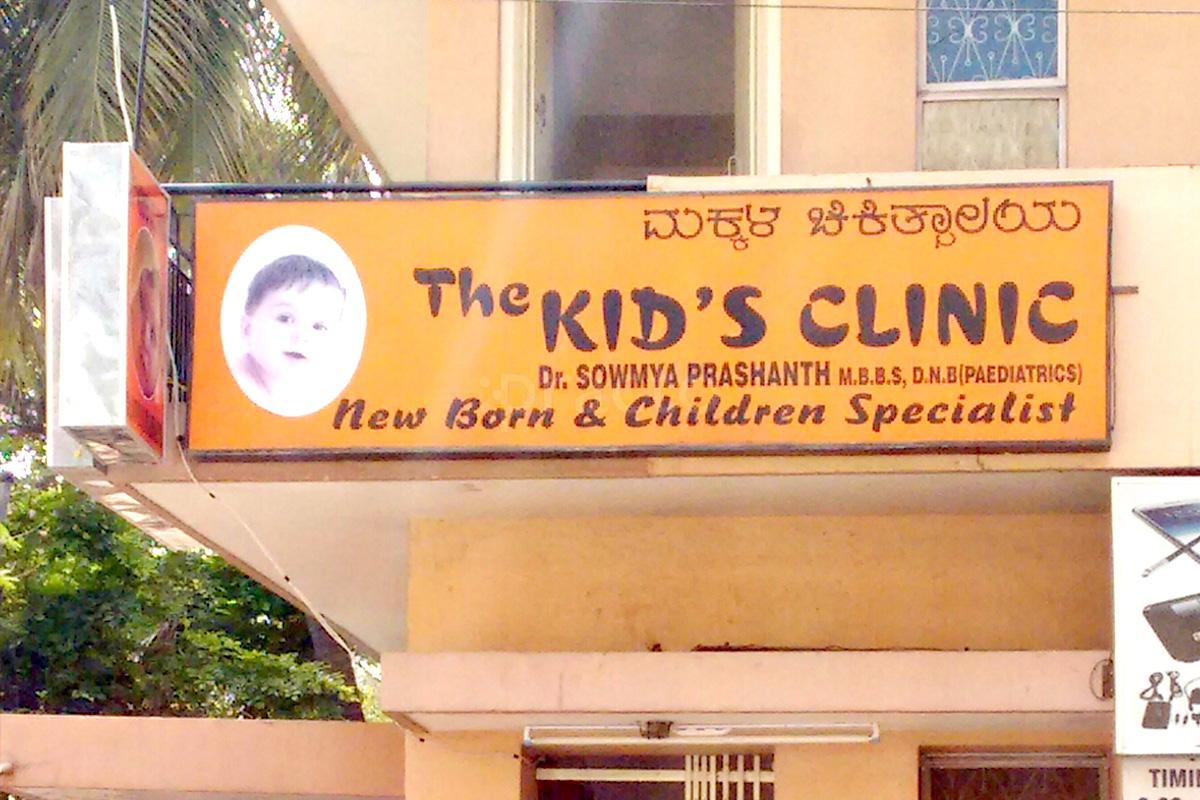 ಮಕ್ಕಳ ಚಿಕಿತ್ಸಾಲಯ
The KID'S CLINIC
Dr. SOWMYA PRASHANTH M.B.B.S, D.N.B(PAEDIATRICS)
New Born & Children Specialist